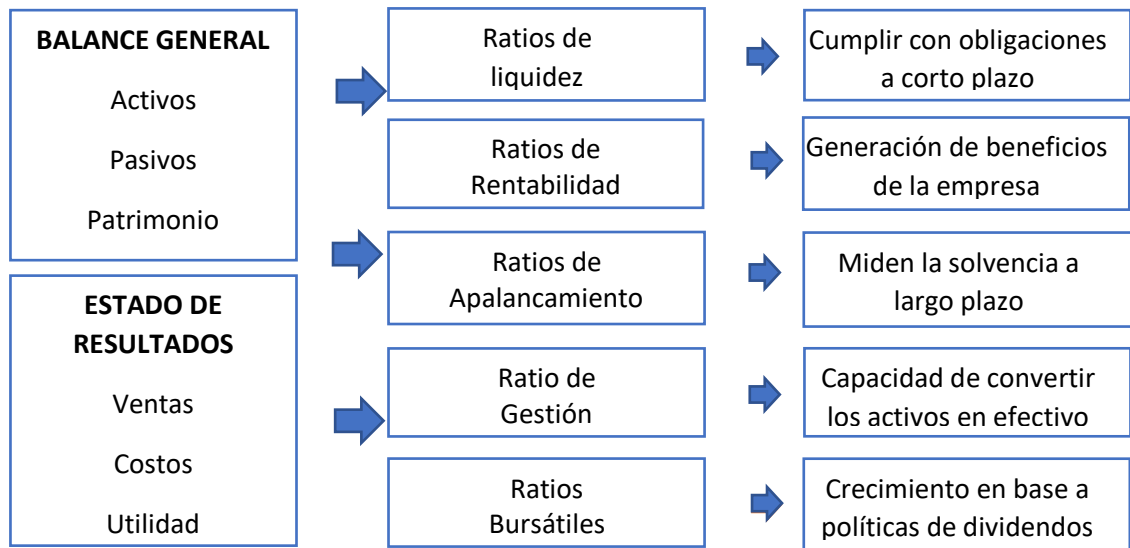 BALANCE GENERAL
Activos
Pasivos
Patrimonio
ESTADO DE
RESULTADOS
Ventas
Costos
Utilidad
Ratios de
liquidez
Ratios de
Rentabilidad
Ratios de
Apalancamiento
Ratio de
Gestión
Ratios
Bursátiles
Cumplir con obligaciones
a corto plazo
Generación de beneficios
de la empresa
Miden la solvencia a
largo plazo
Capacidad de convertir
los activos en efectivo
Crecimiento en base a
políticas de dividendos